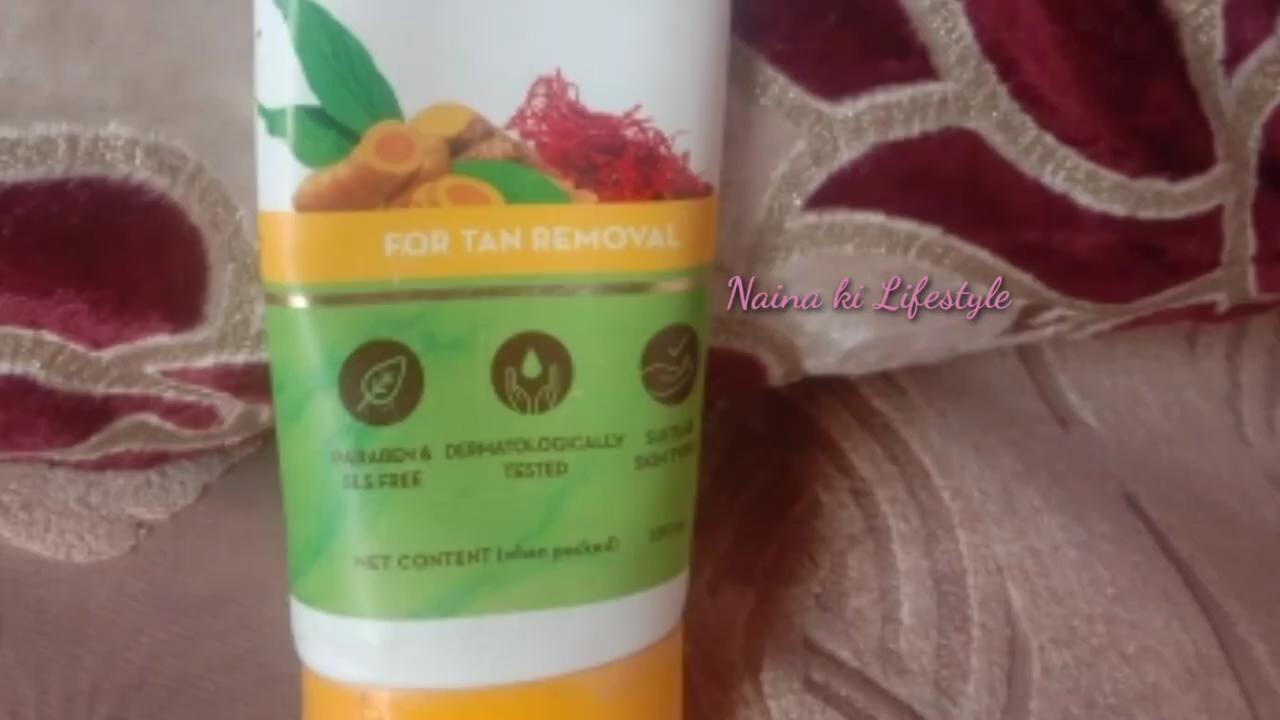 FOR TAN REMOVAL
Naina ki Lifestyle
PARABEN &
SLS FREE
DERMATOLOGICALLY
TESTED
NET CONTENT (when packed)